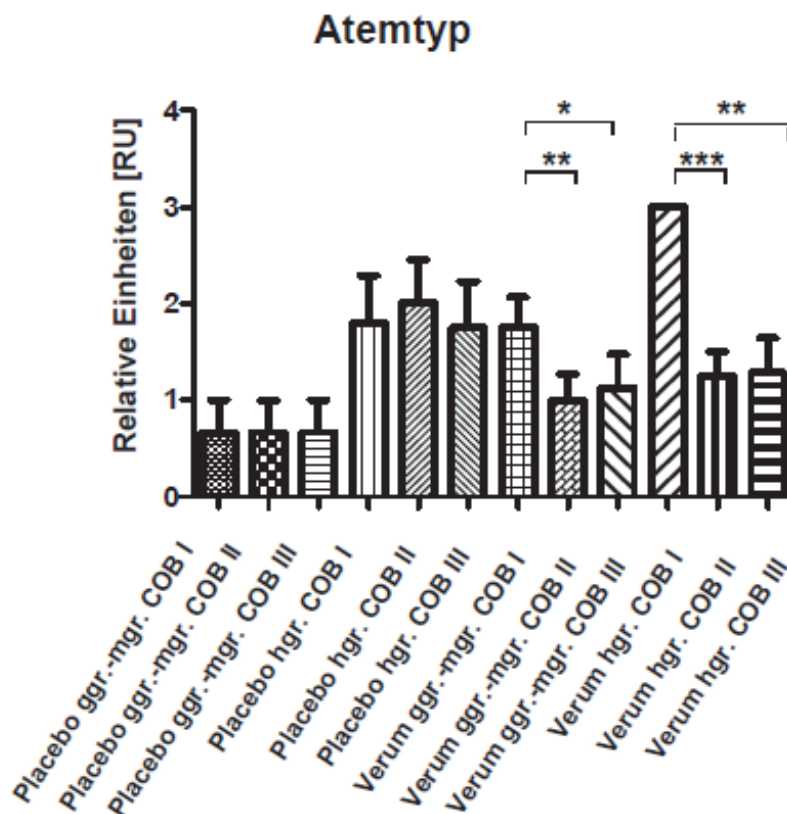 Atemtyp
Relative Einheiten [RU]
4
3
2
1
0
*
**
**
***
Placebo ggr.-mgr. COB I
Placebo ggr.-mgr. COB II
Placebo ggr.-mgr. COB III
Placebo hgr. COB I
Placebo hgr. COB II
Placebo hgr. COB III
Verum ggr.-mgr. COB I
Verum ggr.-mgr. COB II
Verum ggr.-mgr. COB III
Verum hgr. COB I
Verum hgr. COB II
Verum hgr. COB III